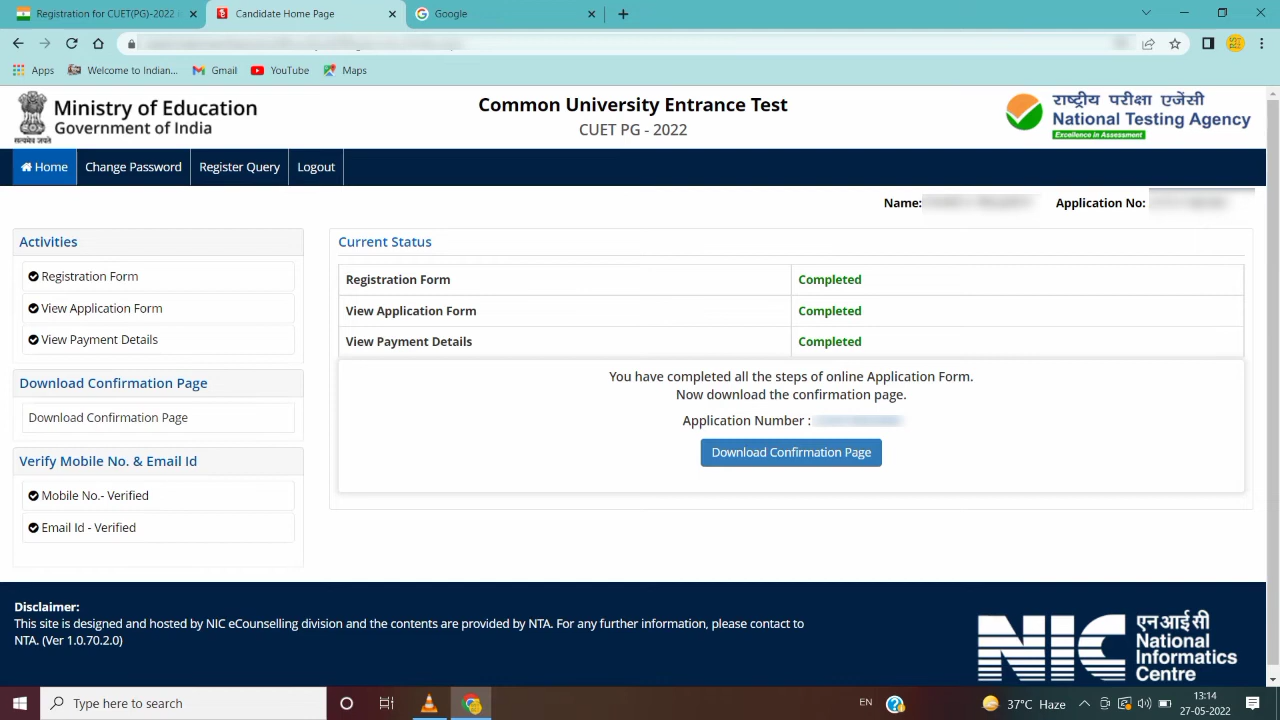 Registration for CUET(PG)-2022
Candidate Home Page
Google
Apps
Welcome to Indian...
Gmail
YouTube
Maps
सत्यमेव जयते
Ministry of Education
Government of India
Common University Entrance Test
CUET PG - 2022
राष्ट्रीय परीक्षा एजेंसी
National Testing Agency
Excellence in Assessment
Home
Change Password
Register Query
Logout
Name:
Application No:
Activities
Registration Form
View Application Form
View Payment Details
Download Confirmation Page
Download Confirmation Page
Verify Mobile No. & Email Id
Mobile No.- Verified
Email Id - Verified
Current Status
Registration Form Completed
View Application Form Completed
View Payment Details Completed
You have completed all the steps of online Application Form.
Now download the confirmation page.
Application Number :
Download Confirmation Page
Disclaimer:
This site is designed and hosted by NIC eCounselling division and the contents are provided by NTA. For any further information, please contact to
NTA. (Ver 1.0.70.2.0)
NIC
एन आई सी
National
Informatics
Centre
Type here to search
EN
37°C Haze
13:14
27-05-2022